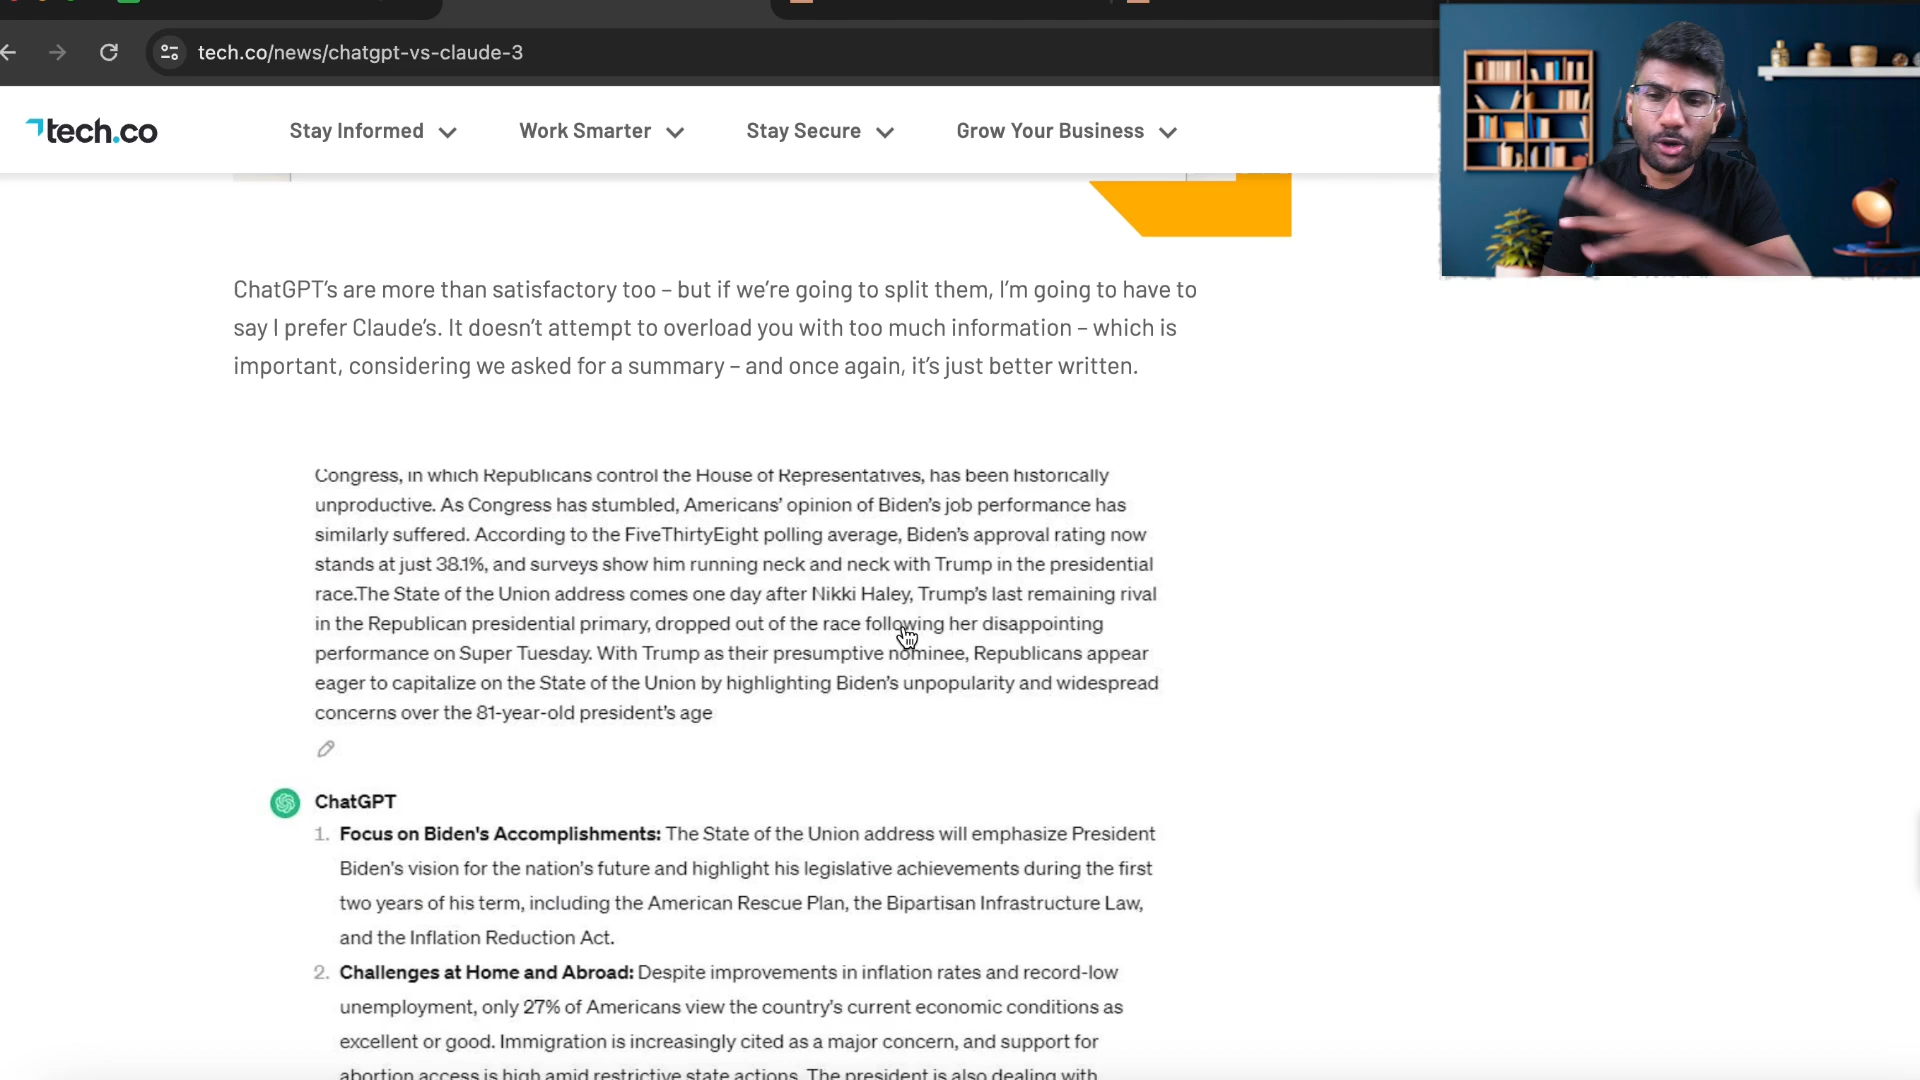 tech.co/news/chatgpt-vs-claude-3
tech.co
Stay Informed
Work Smarter
Stay Secure
Grow Your Business
ChatGPT’s are more than satisfactory too – but if we’re going to split them, I’m going to have to
say I prefer Claude’s. It doesn’t attempt to overload you with too much information – which is
important, considering we asked for a summary – and once again, it’s just better written.
Congress, in which Republicans control the House of Representatives, has been historically
unproductive. As Congress has stumbled, Americans’ opinion of Biden’s job performance has
similarly suffered. According to the FiveThirtyEight polling average, Biden’s approval rating now
stands at just 38.1%, and surveys show him running neck and neck with Trump in the presidential
race.The State of the Union address comes one day after Nikki Haley, Trump’s last remaining rival
in the Republican presidential primary, dropped out of the race following her disappointing
performance on Super Tuesday. With Trump as their presumptive nominee, Republicans appear
eager to capitalize on the State of the Union by highlighting Biden’s unpopularity and widespread
concerns over the 81-year-old president’s age
ChatGPT
1. Focus on Biden's Accomplishments: The State of the Union address will emphasize President
Biden's vision for the nation's future and highlight his legislative achievements during the first
two years of his term, including the American Rescue Plan, the Bipartisan Infrastructure Law,
and the Inflation Reduction Act.
2. Challenges at Home and Abroad: Despite improvements in inflation rates and record-low
unemployment, only 27% of Americans view the country's current economic conditions as
excellent or good. Immigration is increasingly cited as a major concern, and support for
abortion access is high amid restrictive state actions. The president is also dealing with